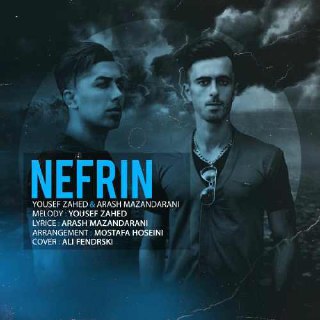 NEFRIN
YOUSEF ZAHED & ARASH MAZANDARANI
MELODY : YOUSEF ZAHED
LYRICE : ARASH MAZANDARANI
ARRANGEMENT : MOSTAFA HOSEINI
COVER : ALI FENDRSKI